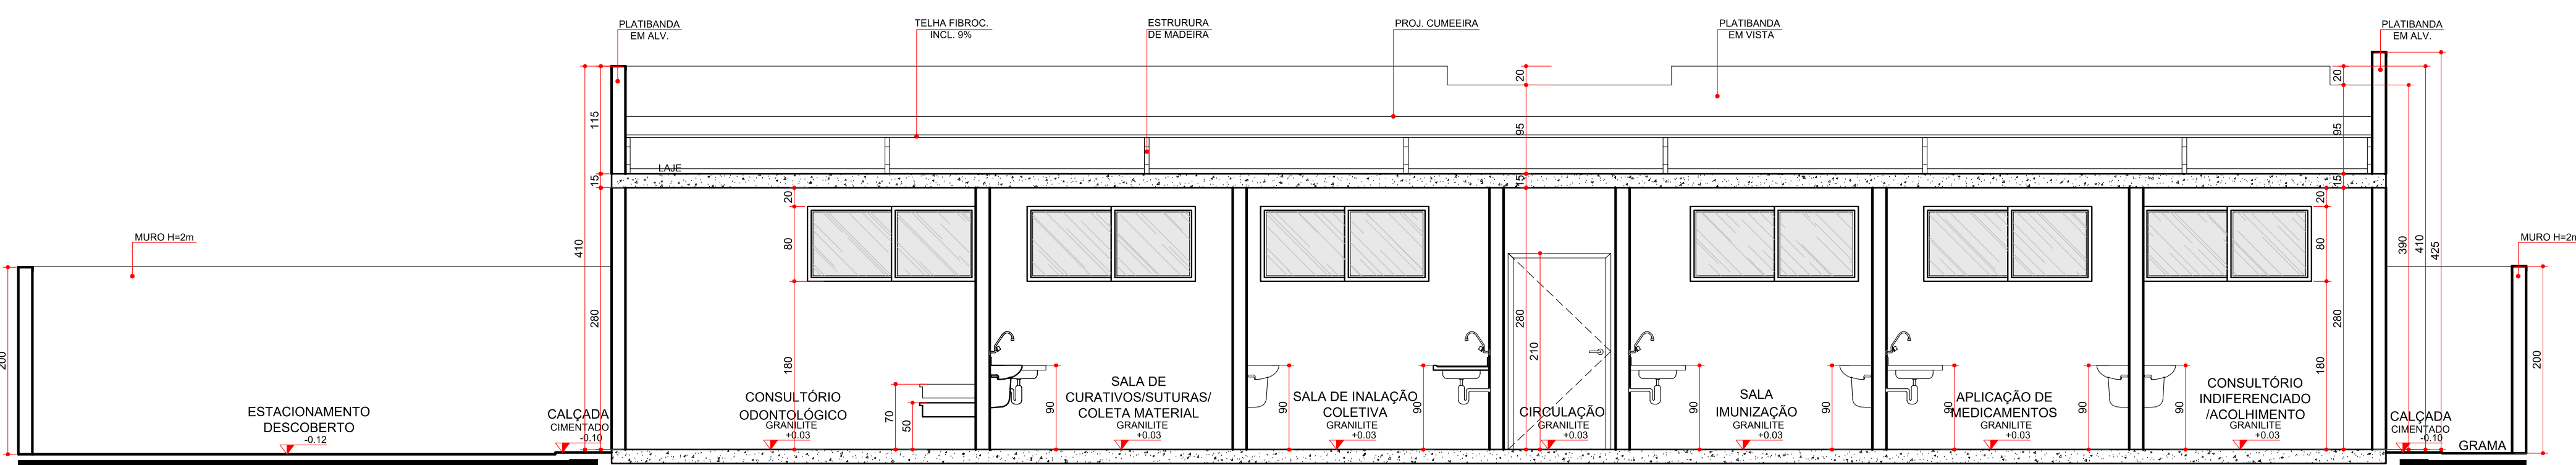 PLATIBANDA
EM ALV.
TELHA FIBROC.
INCL. 9%
ESTRURURA
DE MADEIRA
PROJ. CUMEEIRA
PLATIBANDA
EM VISTA
PLATIBANDA
EM ALV.
20
20
115
95
95
LAJE
15
15
15
20
20
MURO H=2m
MURO H=2m
410
80
80
390
410
425
280
280
280
210
200
180
180
200
CONSULTÓRIO
ODONTOLÓGICO
GRANILITE
+0.03
70
50
SALA DE
CURATIVOS/SUTURAS/
COLETA MATERIAL
GRANILITE
+0.03
90
90
SALA DE INALAÇÃO
COLETIVA
GRANILITE
+0.03
90
CIRCULAÇÃO
GRANILITE
+0.03
90
SALA
IMUNIZAÇÃO
GRANILITE
+0.03
90
90
APLICAÇÃO DE
MEDICAMENTOS
GRANILITE
+0.03
90
90
CONSULTÓRIO
INDIFERENCIADO
/ACOLHIMENTO
GRANILITE
+0.03
ESTACIONAMENTO
DESCOBERTO
-0.12
CALÇADA
CIMENTADO
-0.10
CALÇADA
CIMENTADO
-0.10
GRAMA